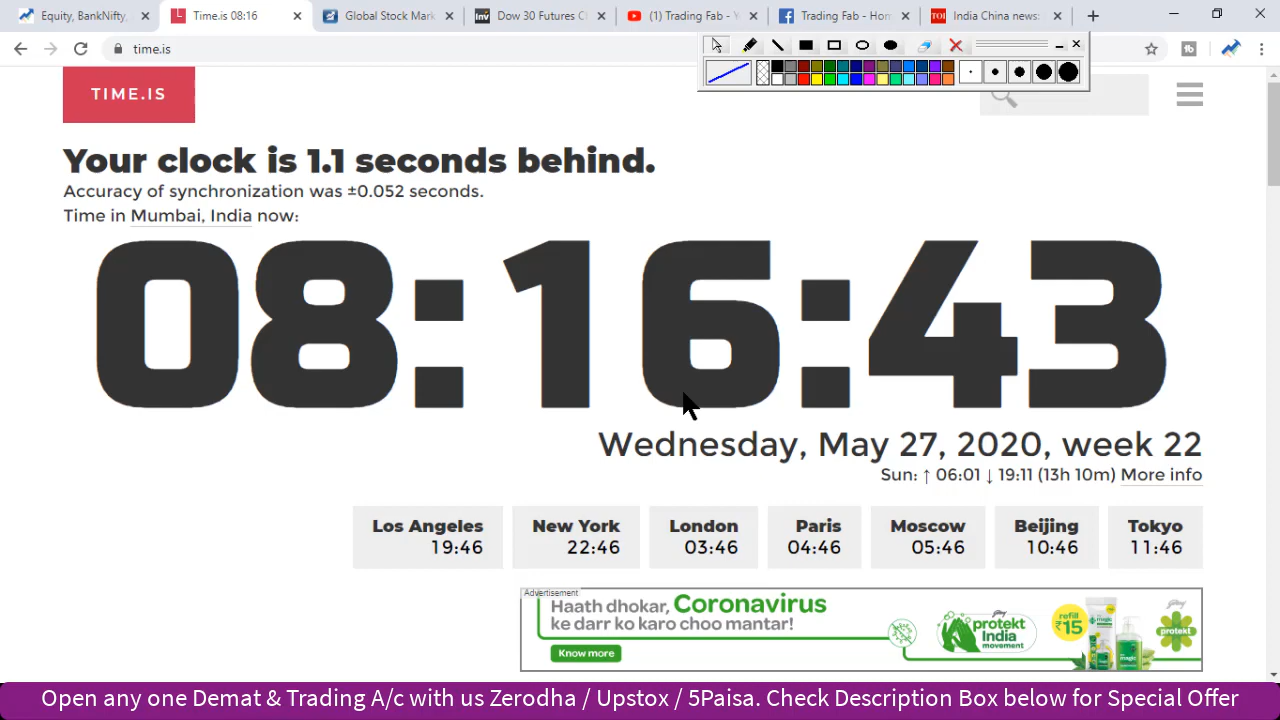 Equity, BankNifty,
Time.is 08:16
Global Stock Mark
Dow 30 Futures C
(1) Trading Fab - Y
Trading Fab - Hom
India China news:
time.is
TIME.IS
Your clock is 1.1 seconds behind.
Accuracy of synchronization was ±0.052 seconds.
Time in Mumbai, India now:
08:16:43
Wednesday, May 27, 2020, week 22
Sun: ↑ 06:01 ↓ 19:11 (13h 10m) More info
Los Angeles New York London Paris Moscow Beijing Tokyo
19:46 22:46 03:46 04:46 05:46 10:46 11:46
Advertisement
Haath dhokar, Coronavirus
ke darr ko karo choo mantar!
Know more
protekt
India
movement
refill
₹15
magic
magic
Godrej
protekt
Open any one Demat & Trading A/c with us Zerodha / Upstox / 5Paisa. Check Description Box below for Special Offer